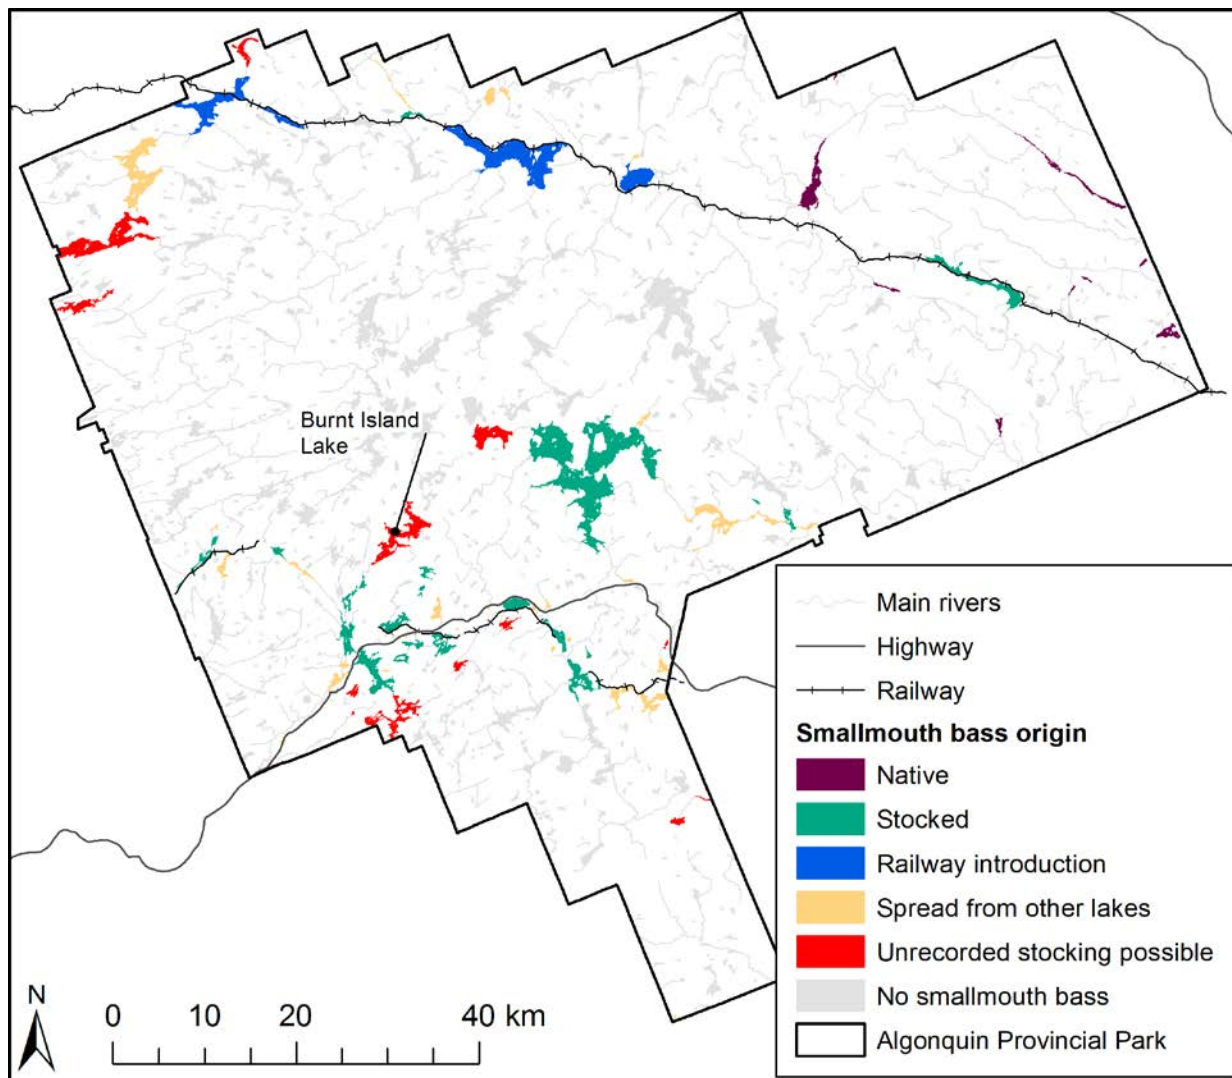 Burnt Island
Lake
Main rivers
Highway
Railway
Smallmouth bass origin
Native
Stocked
Railway introduction
Spread from other lakes
Unrecorded stocking possible
No smallmouth bass
Algonquin Provincial Park
N
0 10 20 40 km